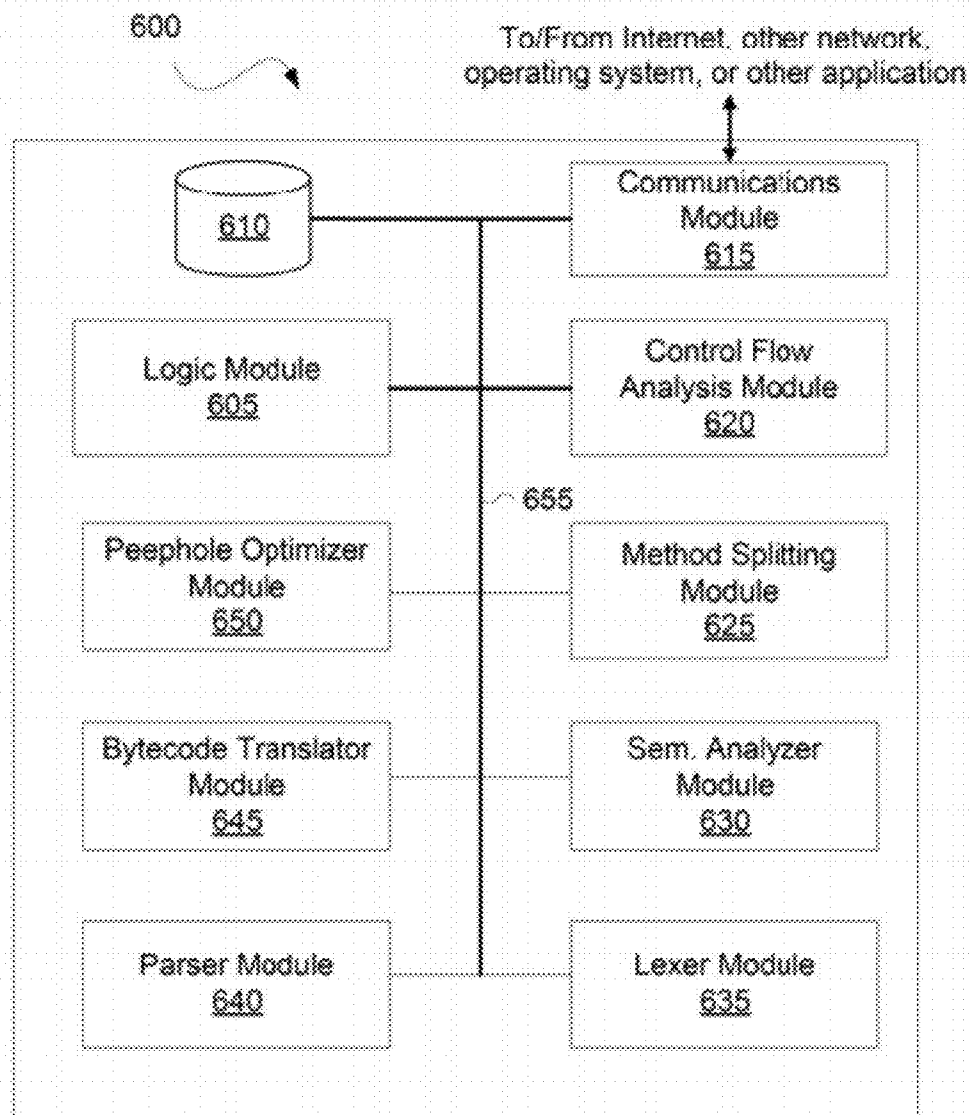 600
To/From Internet, other network,
operating system, or other application
610
Communications
Module
615
Logic Module
605
Control Flow
Analysis Module
620
655
Peephole Optimizer
Module
650
Method Splitting
Module
625
Bytecode Translator
Module
645
Sem. Analyzer
Module
630
Parser Module
640
Lexer Module
635